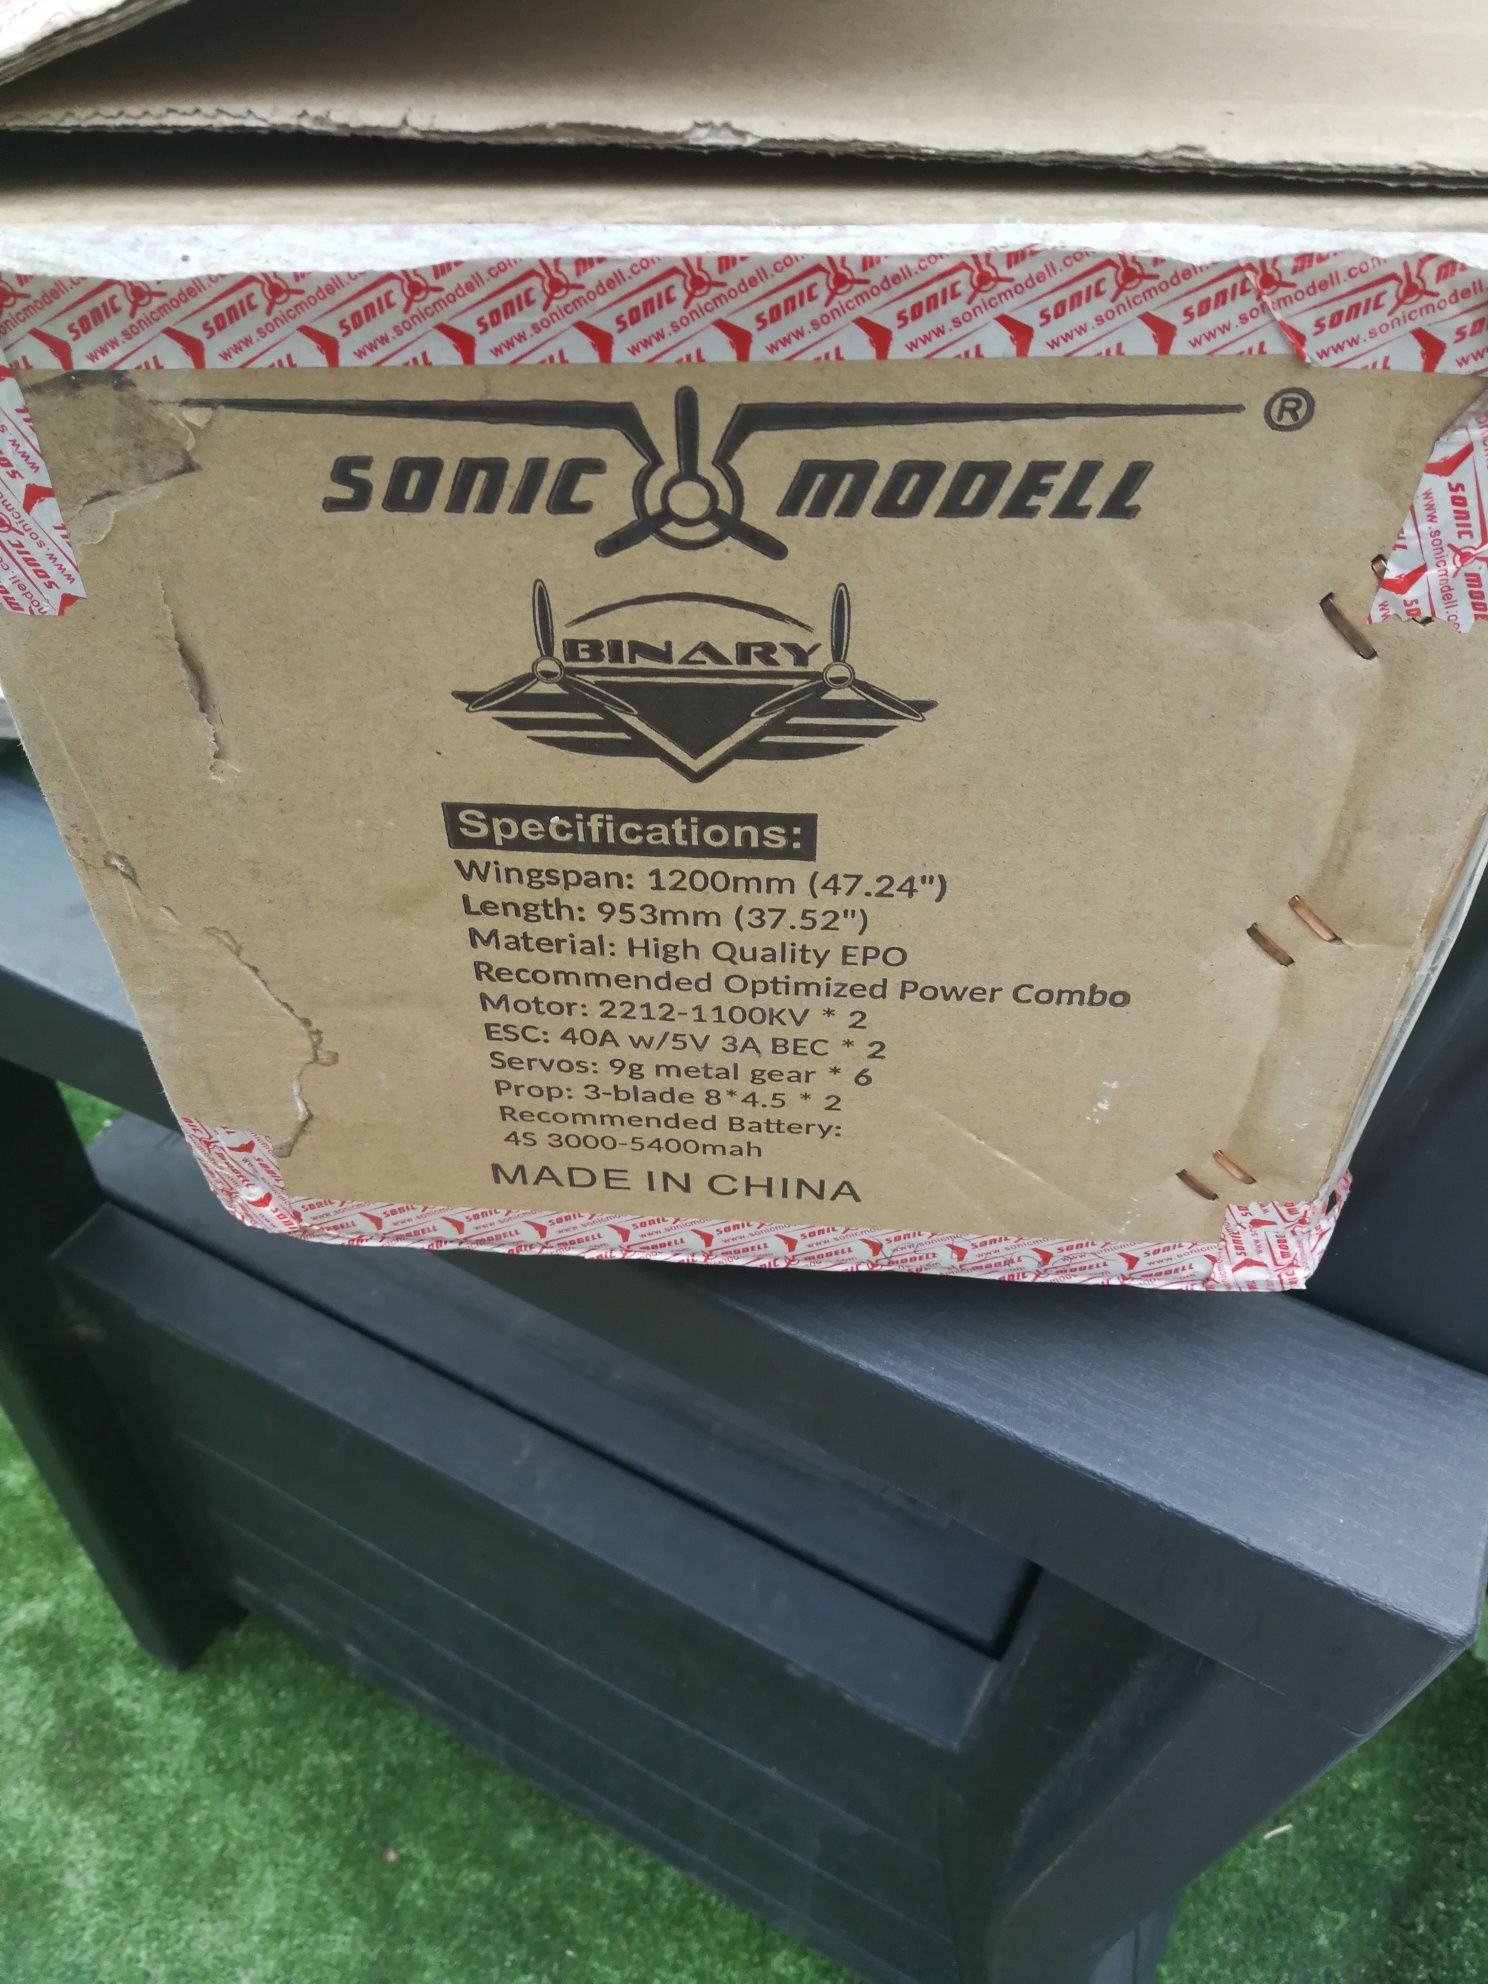 SONIC MODELL ®
BINARY
Specifications:
Wingspan: 1200mm (47.24")
Length: 953mm (37.52")
Material: High Quality EPO
Recommended Optimized Power Combo
Motor: 2212-1100KV * 2
ESC: 40A w/5V 3A BEC * 2
Servos: 9g metal gear * 6
Prop: 3-blade 8*4.5 * 2
Recommended Battery:
4S 3000-5400mah
MADE IN CHINA